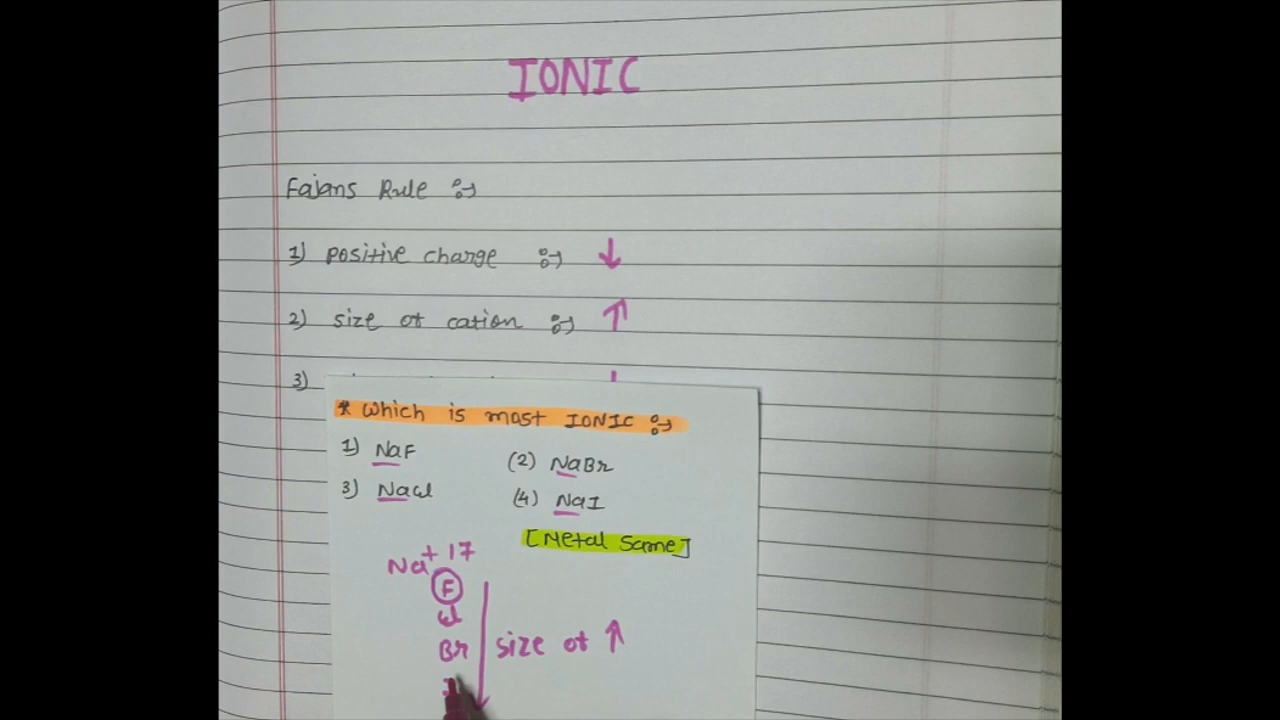 IONIC
Fajans Rule :-
1) positive charge :- ↓
2) size of cation :- ↑
3)
* Which is most IONIC :-
1) NaF (2) NaBr
3) NaCl (4) NaI
[Metal Same]
Na+ 17
F
Cl
Br size of ↑